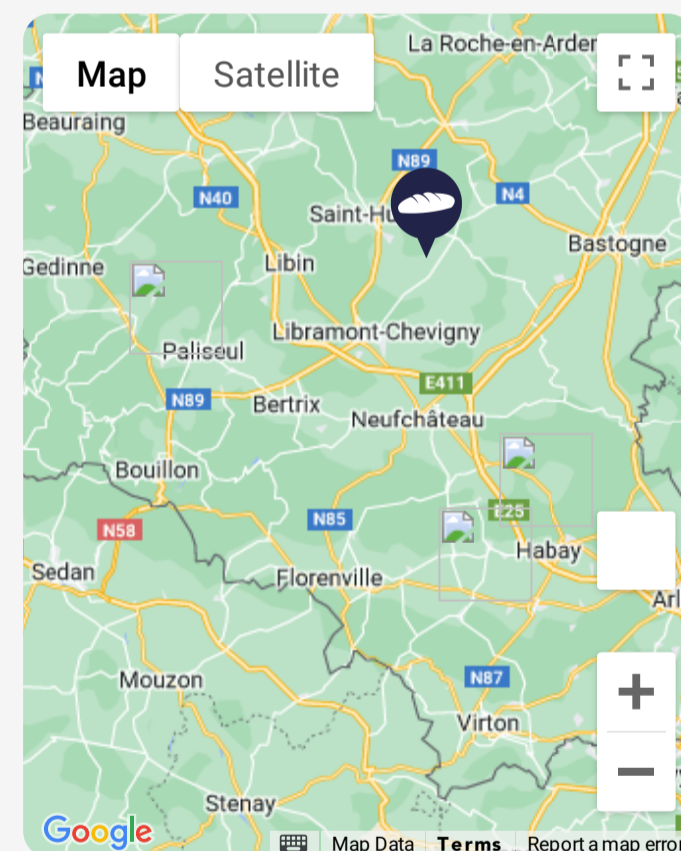 La Roche-en-Arden
Map
Satellite
Beauraing
N89
N40
N4
Saint-Hu
Bastogne
Gedinne
Libin
Libramont-Chevigny
Paliseul
E411
N89
Bertrix
Neufchâteau
Bouillon
N85
E25
N58
Habay
Sedan
Florenville
Arl
N87
Mouzon
Virton
Stenay
Google
Map Data
Terms
Report a map error